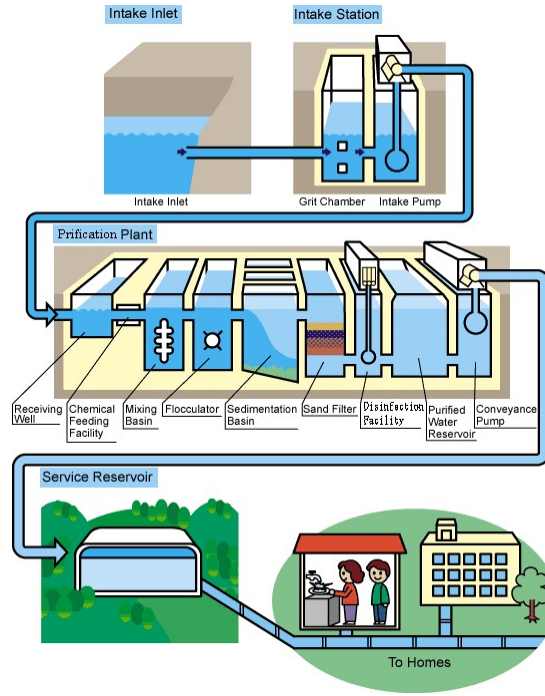 Intake Inlet
Intake Station
Intake Inlet
Grit Chamber
Intake Pump
Prification Plant
Receiving
Well
Chemical
Feeding
Facility
Mixing
Basin
Flocculator
Sedimentation
Basin
Sand Filter
Disinfection
Facility
Purified
Water
Reservoir
Conveyance
Pump
Service Reservoir
To Homes